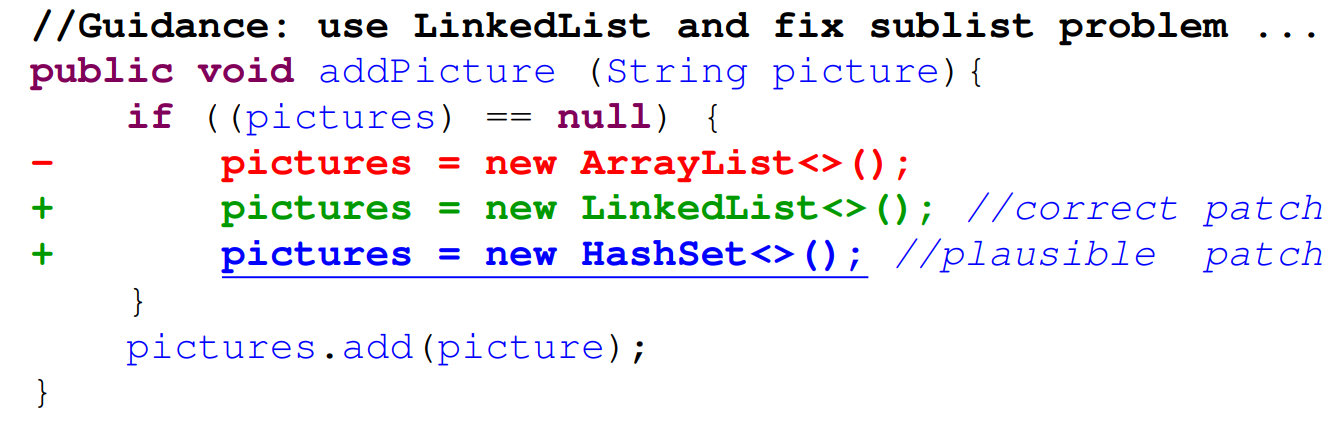 //Guidance: use LinkedList and fix sublist problem ...
public void addPicture (String picture){
if ((pictures) == null) {
- pictures = new ArrayList<>();
+ pictures = new LinkedList<>(); //correct patch
+ pictures = new HashSet<>(); //plausible patch
}
pictures.add(picture);
}